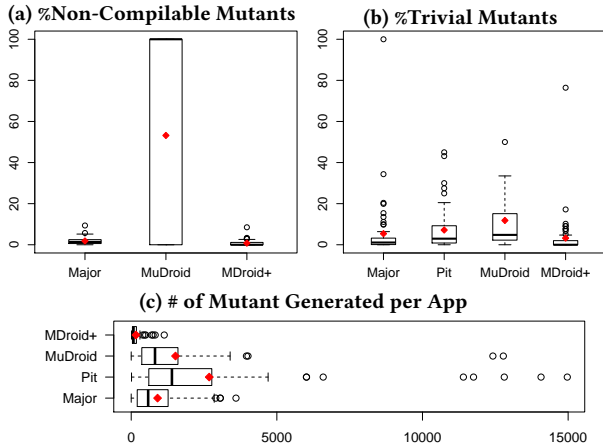 (a) %Non-Compilable Mutants
(b) %Trivial Mutants
100
80
60
40
20
0
Major
MuDroid
MDroid+
100
80
60
40
20
0
Major
Pit
MuDroid
MDroid+
(c) # of Mutant Generated per App
MDroid+
MuDroid
Pit
Major
0
5000
10000
15000